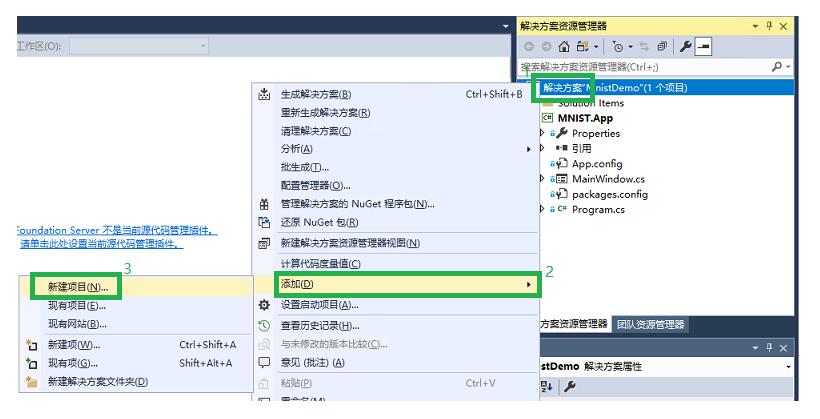 解决方案资源管理器
工作区(O):
搜索解决方案资源管理器(Ctrl+;)
1
解决方案"MnistDemo"(1 个项目)
Solution Items
MNIST.App
Properties
引用
App.config
MainWindow.cs
packages.config
Program.cs
生成解决方案(B) Ctrl+Shift+B
重新生成解决方案(R)
清理解决方案(C)
分析(A)
批生成(T)...
配置管理器(O)...
管理解决方案的 NuGet 程序包(N)...
还原 NuGet 包(R)
新建解决方案资源管理器视图(N)
计算代码度量值(C)
添加(D)
2
设置启动项目(A)...
查看历史记录(H)...
与未修改的版本比较(C)...
意见 (批注) (A)
粘贴(P) Ctrl+V
Foundation Server 不是当前源代码管理插件。
请单击此处设置当前源代码管理插件。
3
新建项目(N)...
现有项目(E)...
现有网站(B)...
新建项(W)... Ctrl+Shift+A
现有项(G)... Shift+Alt+A
新建解决方案文件夹(D)
方案资源管理器 团队资源管理器
stDemo 解决方案属性